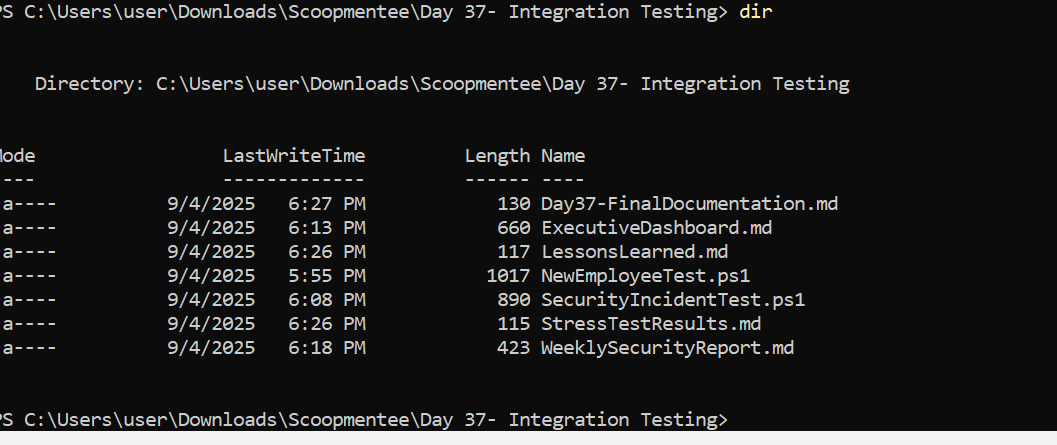 PS C:\Users\user\Downloads\Scoopmentee\Day 37- Integration Testing> dir
Directory: C:\Users\user\Downloads\Scoopmentee\Day 37- Integration Testing
Mode LastWriteTime Length Name
---- ------------- ------ ----
a---- 9/4/2025 6:27 PM 130 Day37-FinalDocumentation.md
a---- 9/4/2025 6:13 PM 660 ExecutiveDashboard.md
a---- 9/4/2025 6:26 PM 117 LessonsLearned.md
a---- 9/4/2025 5:55 PM 1017 NewEmployeeTest.ps1
a---- 9/4/2025 6:08 PM 890 SecurityIncidentTest.ps1
a---- 9/4/2025 6:26 PM 115 StressTestResults.md
a---- 9/4/2025 6:18 PM 423 WeeklySecurityReport.md
PS C:\Users\user\Downloads\Scoopmentee\Day 37- Integration Testing>